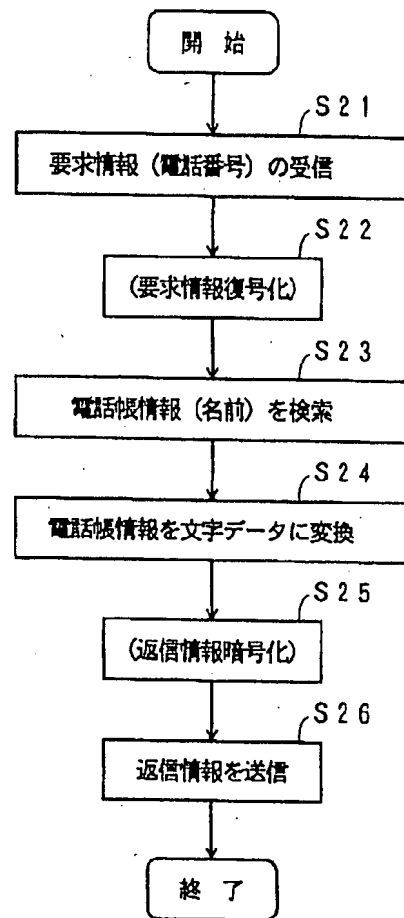 開 始
S21
要求情報（電話番号）の受信
S22
(要求情報復号化)
S23
電話帳情報（名前）を検索
S24
電話帳情報を文字データに変換
S25
(返信情報暗号化)
S26
返信情報を送信
終 了